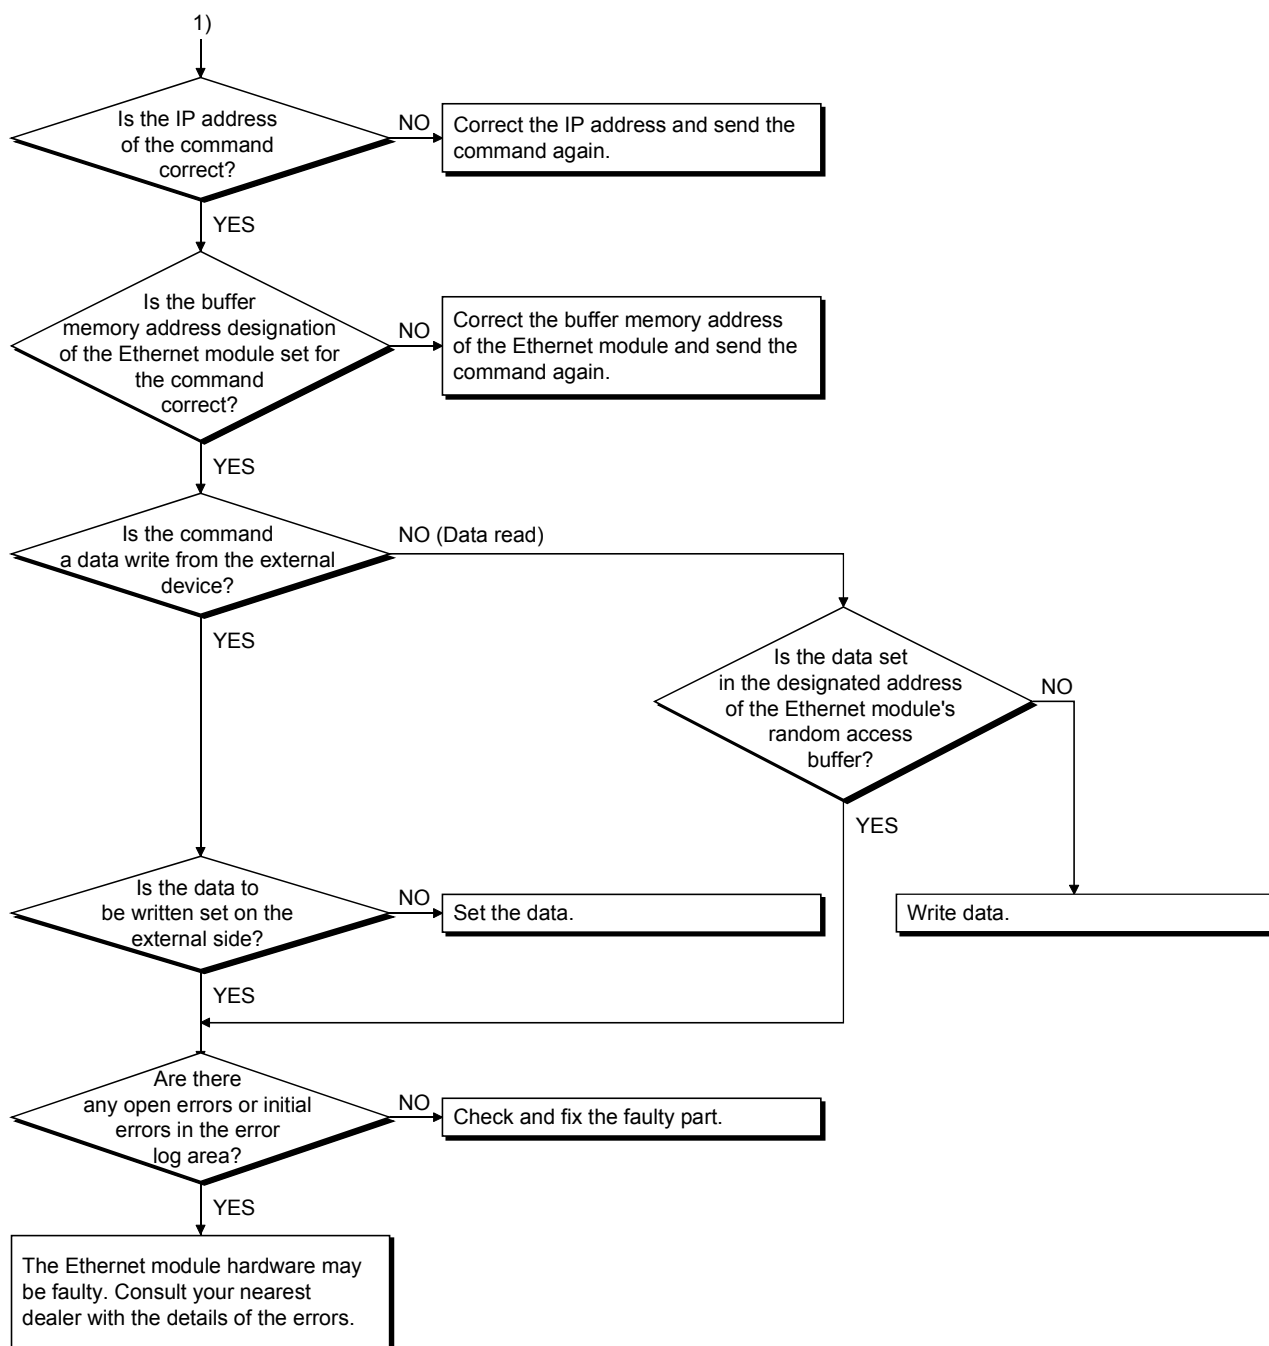 1)
Is the IP address
of the command
correct?
NO
Correct the IP address and send the
command again.
YES
Is the buffer
memory address designation
of the Ethernet module set for
the command
correct?
NO
Correct the buffer memory address
of the Ethernet module and send the
command again.
YES
Is the command
a data write from the external
device?
NO (Data read)
YES
Is the data set
in the designated address
of the Ethernet module's
random access
buffer?
NO
YES
Write data.
Is the data to
be written set on the
external side?
NO
Set the data.
YES
Are there
any open errors or initial
errors in the error
log area?
NO
Check and fix the faulty part.
YES
The Ethernet module hardware may
be faulty. Consult your nearest
dealer with the details of the errors.